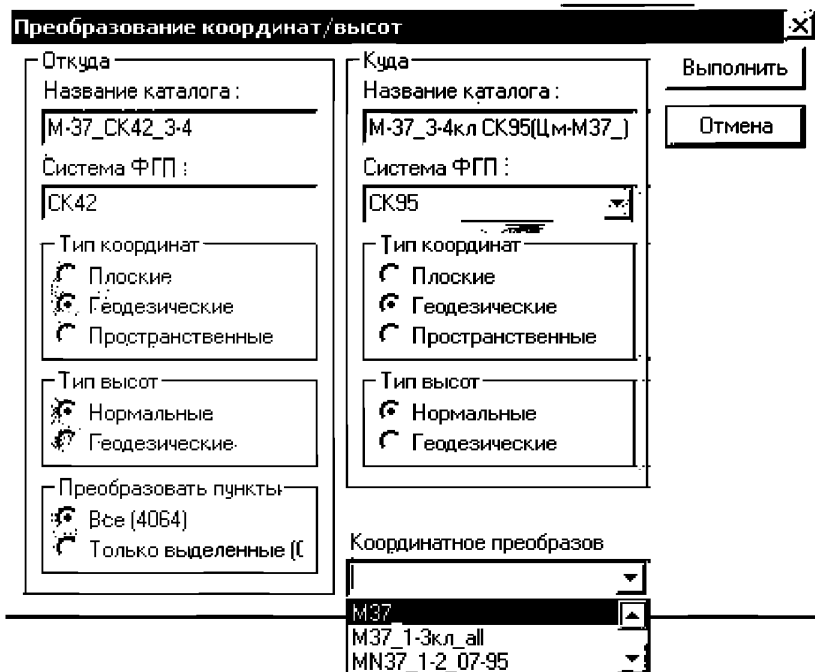 Преобразование координат/высот
Откуда
Название каталога :
М-37_СК42_3-4
Система ФГП :
СК42
Тип координат
Плоские
Геодезические
Пространственные
Тип высот
Нормальные
Геодезические
Преобразовать пункты
Все (4064)
Только выделенные (0
Куда
Название каталога :
М-37_3-4кл СК95(Цм-М37_)
Система ФГП :
СК95
Тип координат
Плоские
Геодезические
Пространственные
Тип высот
Нормальные
Геодезические
Координатное преобразов
М37_
М37_1-3кл_all
MN37_1-2_07-95
Выполнить
Отмена